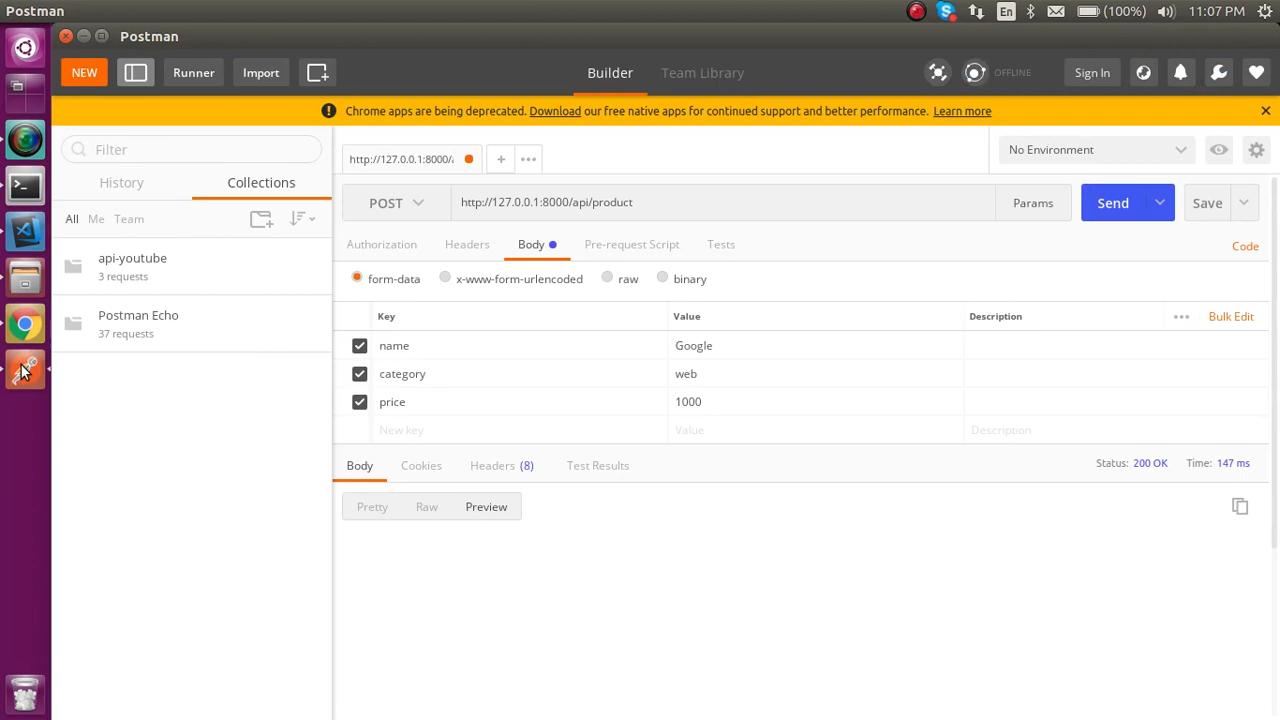 Postman
En
(100%)
11:07 PM
Postman
NEW
Runner
Import
Builder
Team Library
OFFLINE
Sign In
Chrome apps are being deprecated. Download our free native apps for continued support and better performance. Learn more
Filter
History
Collections
All
Me
Team
api-youtube
3 requests
Postman Echo
37 requests
http://127.0.0.1:8000/a
No Environment
POST
http://127.0.0.1:8000/api/product
Params
Send
Save
Authorization
Headers
Body
Pre-request Script
Tests
Code
form-data
x-www-form-urlencoded
raw
binary
Key
Value
Description
Bulk Edit
name
Google
category
web
price
1000
New key
Value
Description
Body
Cookies
Headers (8)
Test Results
Status: 200 OK
Time: 147 ms
Pretty
Raw
Preview